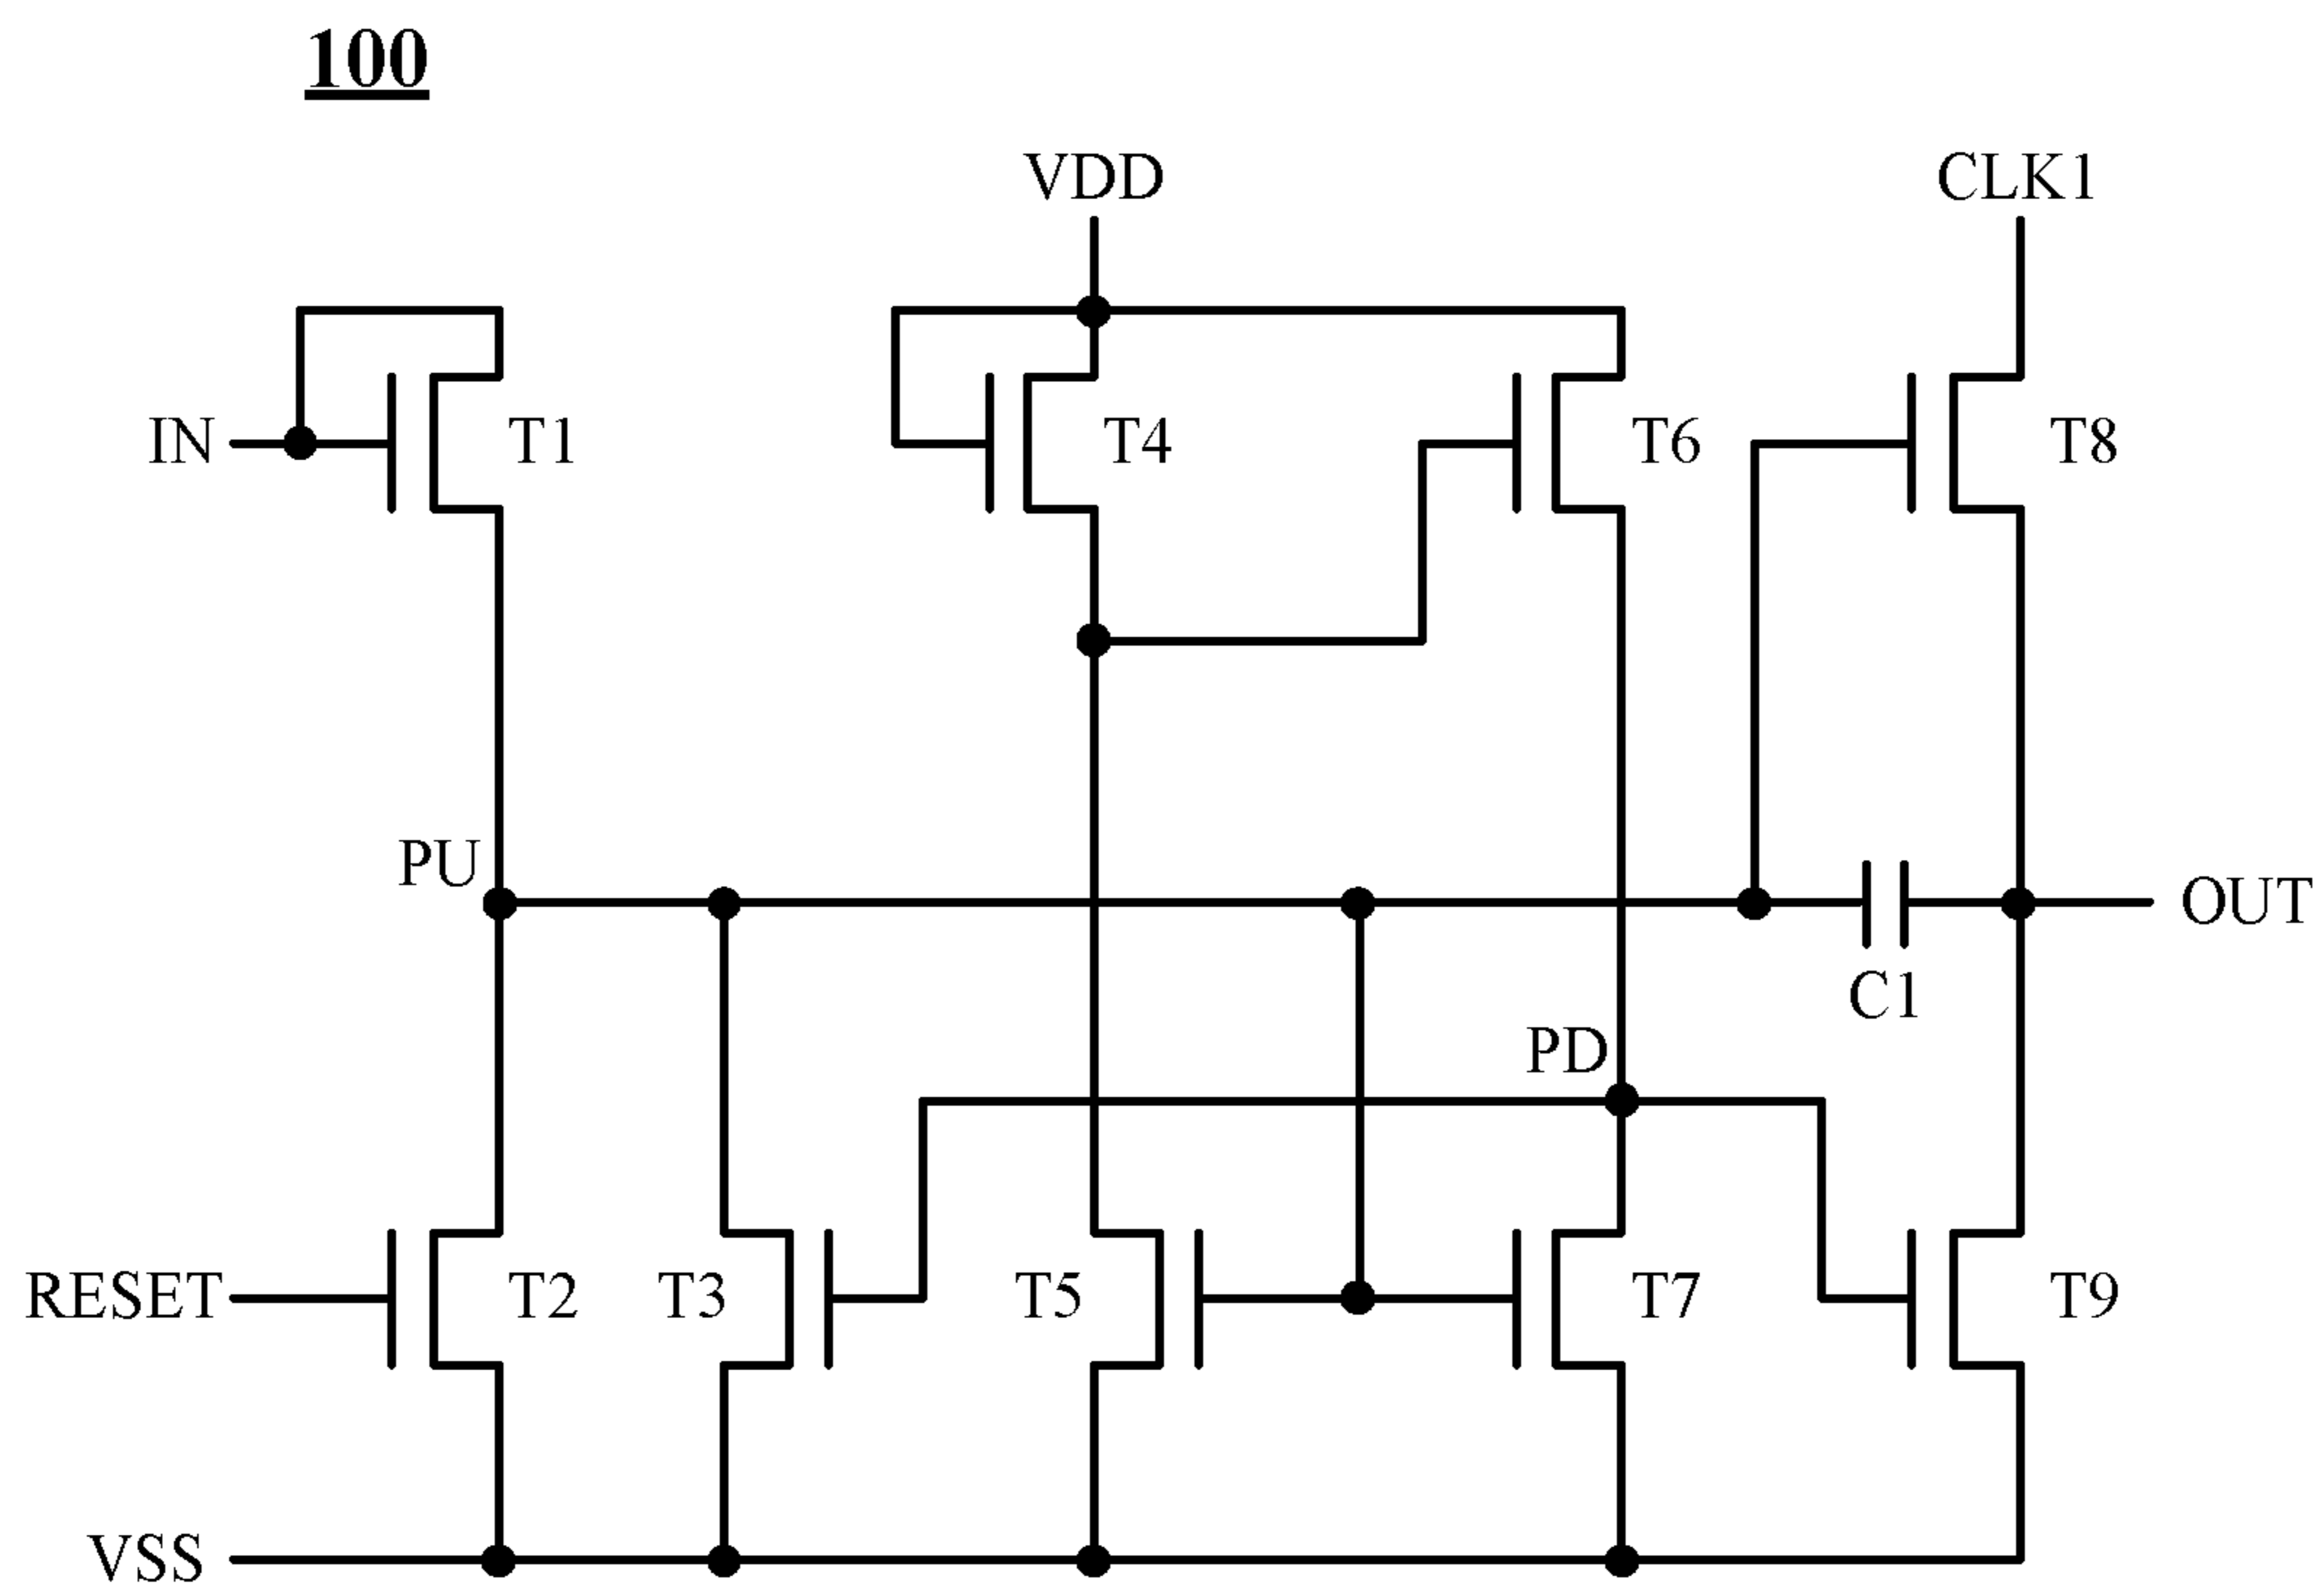 100
VDD
CLK1
IN
T1
T4
T6
T8
PU
OUT
C1
PD
RESET
T2
T3
T5
T7
T9
VSS